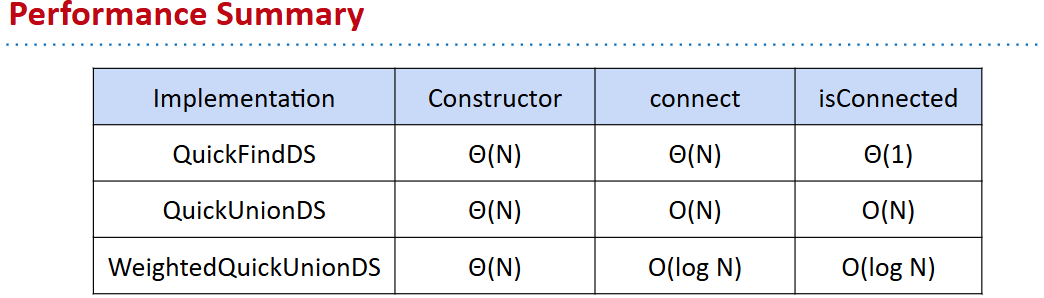 Performance Summary
Implementation Constructor connect isConnected
QuickFindDS Θ(N) Θ(N) Θ(1)
QuickUnionDS Θ(N) O(N) O(N)
WeightedQuickUnionDS Θ(N) O(log N) O(log N)